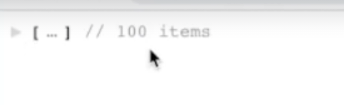 [ … ] // 100 items